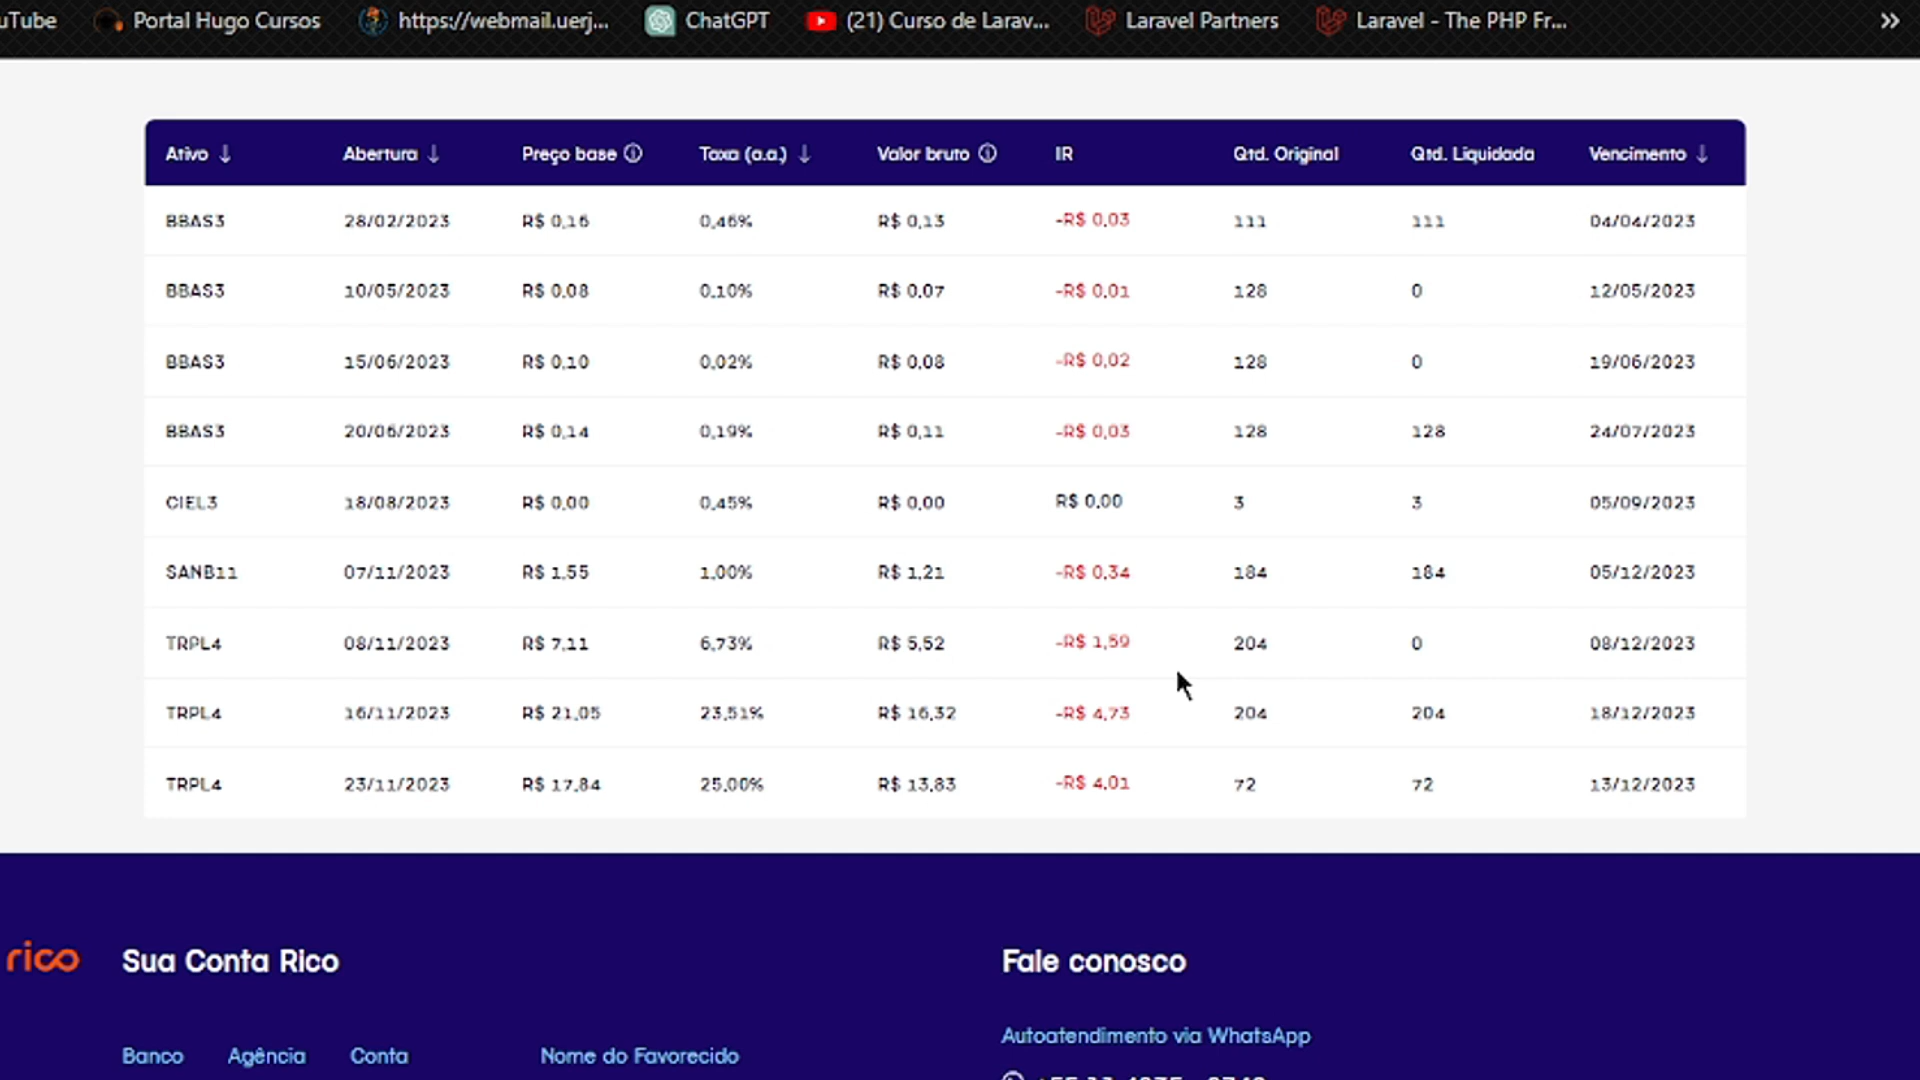 uTube Portal Hugo Cursos https://webmail.uerj... ChatGPT (21) Curso de Larav... Laravel Partners Laravel - The PHP Fr... »
Ativo ↓ Abertura ↓ Preço base Taxa (a.a.) ↓ Valor bruto IR Qtd. Original Qtd. Liquidada Vencimento ↓
BBAS3 28/02/2023 R$ 0,16 0,46% R$ 0,13 -R$ 0,03 111 111 04/04/2023
BBAS3 10/05/2023 R$ 0,08 0,10% R$ 0,07 -R$ 0,01 128 0 12/05/2023
BBAS3 15/06/2023 R$ 0,10 0,02% R$ 0,08 -R$ 0,02 128 0 19/06/2023
BBAS3 20/06/2023 R$ 0,14 0,19% R$ 0,11 -R$ 0,03 128 128 24/07/2023
CIEL3 18/08/2023 R$ 0,00 0,45% R$ 0,00 R$ 0,00 3 3 05/09/2023
SANB11 07/11/2023 R$ 1,55 1,00% R$ 1,21 -R$ 0,34 184 184 05/12/2023
TRPL4 08/11/2023 R$ 7,11 6,73% R$ 5,52 -R$ 1,59 204 0 08/12/2023
TRPL4 16/11/2023 R$ 21,05 23,51% R$ 16,32 -R$ 4,73 204 204 18/12/2023
TRPL4 23/11/2023 R$ 17,84 25,00% R$ 13,83 -R$ 4,01 72 72 13/12/2023
rico Sua Conta Rico Fale conosco
Autoatendimento via WhatsApp
Banco Agência Conta Nome do Favorecido